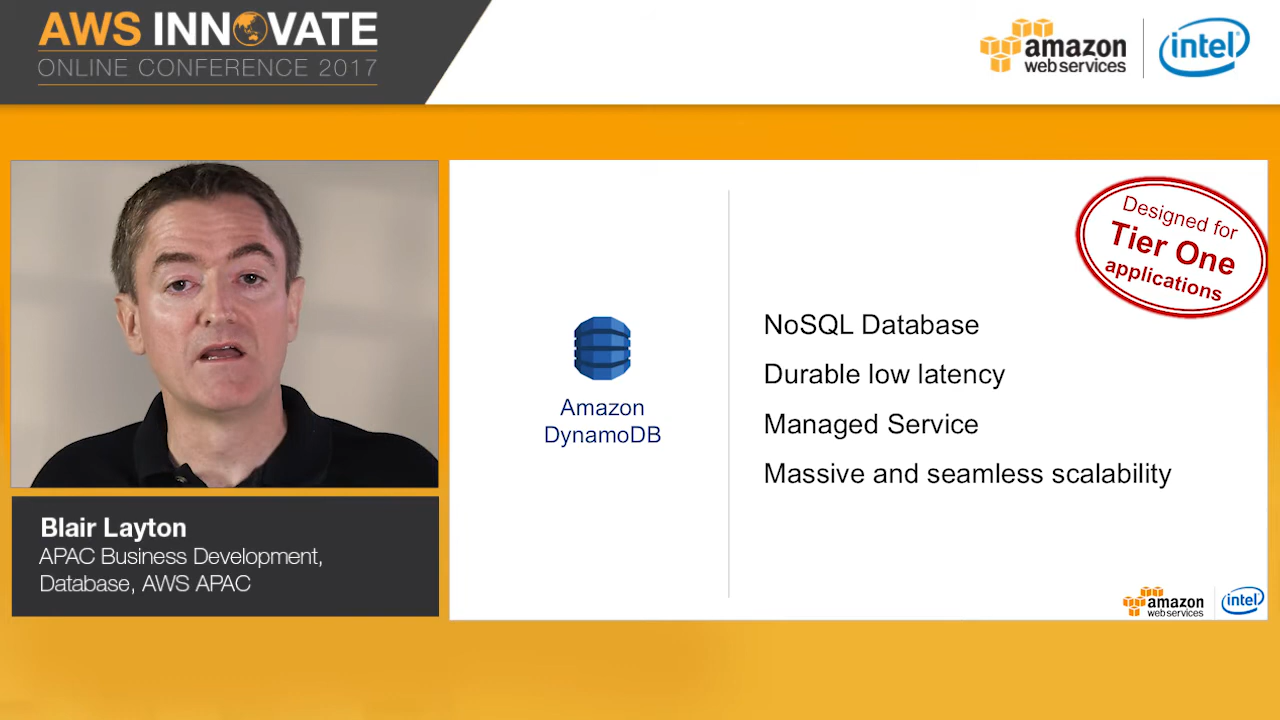 AWS INNOVATE
ONLINE CONFERENCE 2017
amazon
web services
intel
Designed for
Tier One
applications
NoSQL Database
Durable low latency
Managed Service
Massive and seamless scalability
Amazon
DynamoDB
Blair Layton
APAC Business Development,
Database, AWS APAC
amazon
web services
intel